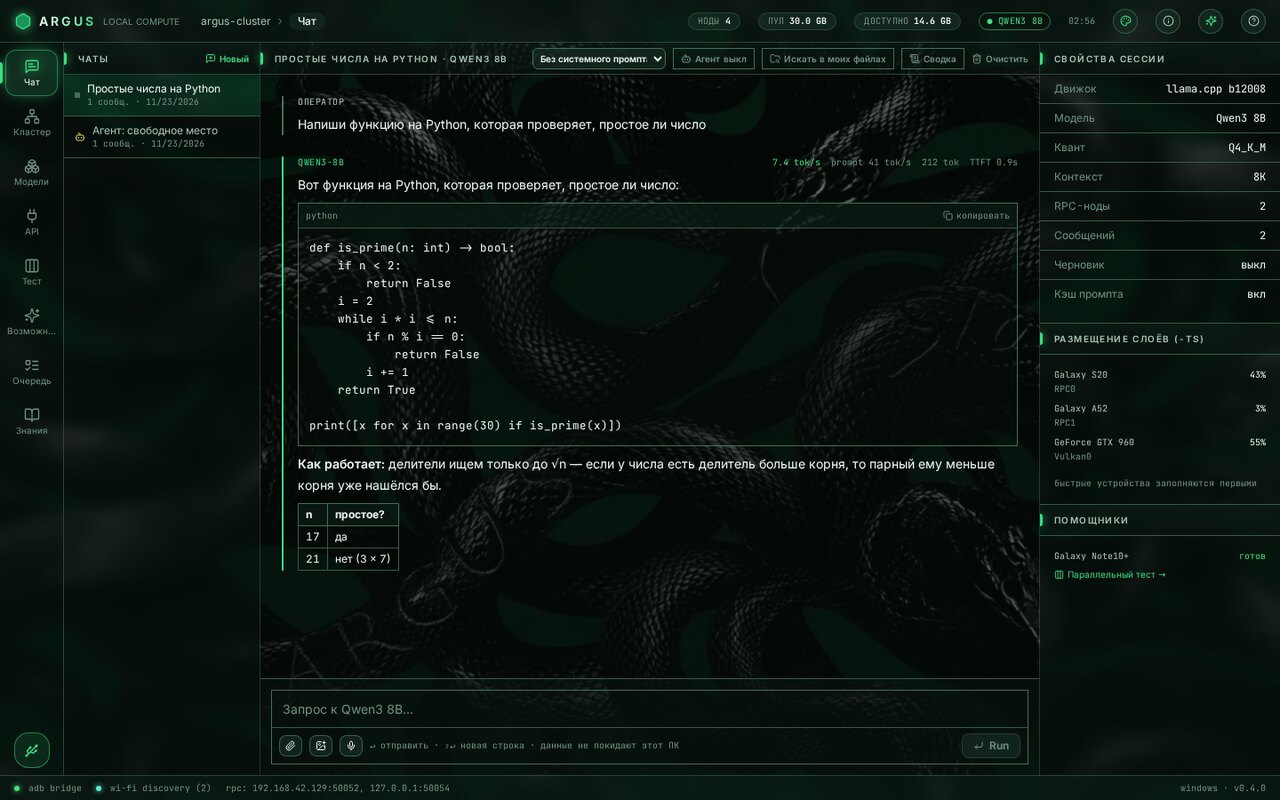 ARGUS LOCAL COMPUTE argus-cluster › Чат НОДЫ 4 ПУЛ 30.0 GB ДОСТУПНО 14.6 GB QWEN3 8B 02:56
Чат
Кластер
Модели
API
Тест
Возможн...
Очередь
Знания
ЧАТЫ Новый
Простые числа на Python
1 сообщ. · 11/23/2026
Агент: свободное место
1 сообщ. · 11/23/2026
ПРОСТЫЕ ЧИСЛА НА PYTHON · QWEN3 8B Без системного промпт Агент выкл Искать в моих файлах Сводка Очистить
ОПЕРАТОР
Напиши функцию на Python, которая проверяет, простое ли число
QWEN3-8B 7.4 tok/s prompt 41 tok/s 212 tok TTFT 0.9s
Вот функция на Python, которая проверяет, простое ли число:
python копировать
def is_prime(n: int) -> bool:
    if n < 2:
        return False
    i = 2
    while i * i <= n:
        if n % i == 0:
            return False
        i += 1
    return True
print([x for x in range(30) if is_prime(x)])
Как работает: делители ищем только до √n — если у числа есть делитель больше корня, то парный ему меньше
корня уже нашёлся бы.
n простое?
17 да
21 нет (3 × 7)
Запрос к Qwen3 8B...
↵ отправить · ⇧↵ новая строка · данные не покидают этот ПК
↵ Run
СВОЙСТВА СЕССИИ
Движок llama.cpp b12008
Модель Qwen3 8B
Квант Q4_K_M
Контекст 8K
RPC-ноды 2
Сообщений 2
Черновик выкл
Кэш промпта вкл
РАЗМЕЩЕНИЕ СЛОЁВ (-TS)
Galaxy S20 43%
RPC0
Galaxy A52 3%
RPC1
GeForce GTX 960 55%
Vulkan0
быстрые устройства заполняются первыми
ПОМОЩНИКИ
Galaxy Note10+ готов
Параллельный тест →
adb bridge wi-fi discovery (2) rpc: 192.168.42.129:50052, 127.0.0.1:50054 windows · v0.4.0